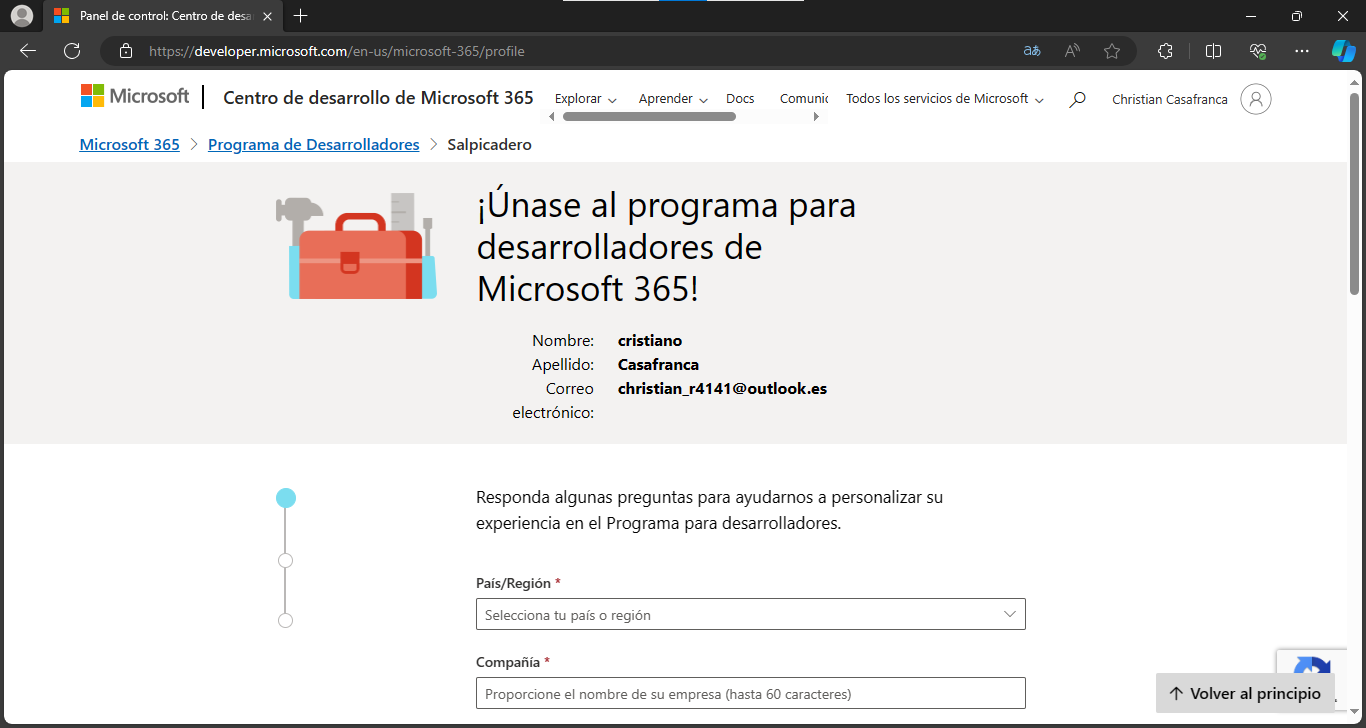 Panel de control: Centro de desa
https://developer.microsoft.com/en-us/microsoft-365/profile
aあ
Microsoft
Centro de desarrollo de Microsoft 365
Explorar
Aprender
Docs
Comunic
Todos los servicios de Microsoft
Christian Casafranca
Microsoft 365 > Programa de Desarrolladores > Salpicadero
¡Únase al programa para
desarrolladores de
Microsoft 365!
Nombre: cristiano
Apellido: Casafranca
Correo christian_r4141@outlook.es
electrónico:
Responda algunas preguntas para ayudarnos a personalizar su
experiencia en el Programa para desarrolladores.
País/Región *
Selecciona tu país o región
Compañía *
Proporcione el nombre de su empresa (hasta 60 caracteres)
Volver al principio